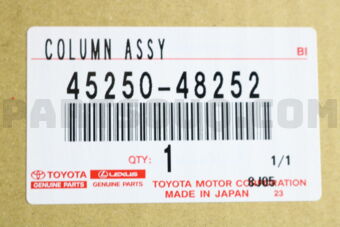 COLUMN ASSY
BI
45250-48252
QTY: 1
1/1
TOYOTA LEXUS
GENUINE PARTS GENUINE PARTS
TOYOTA MOTOR CORPORATION
8J05
MADE IN JAPAN 23